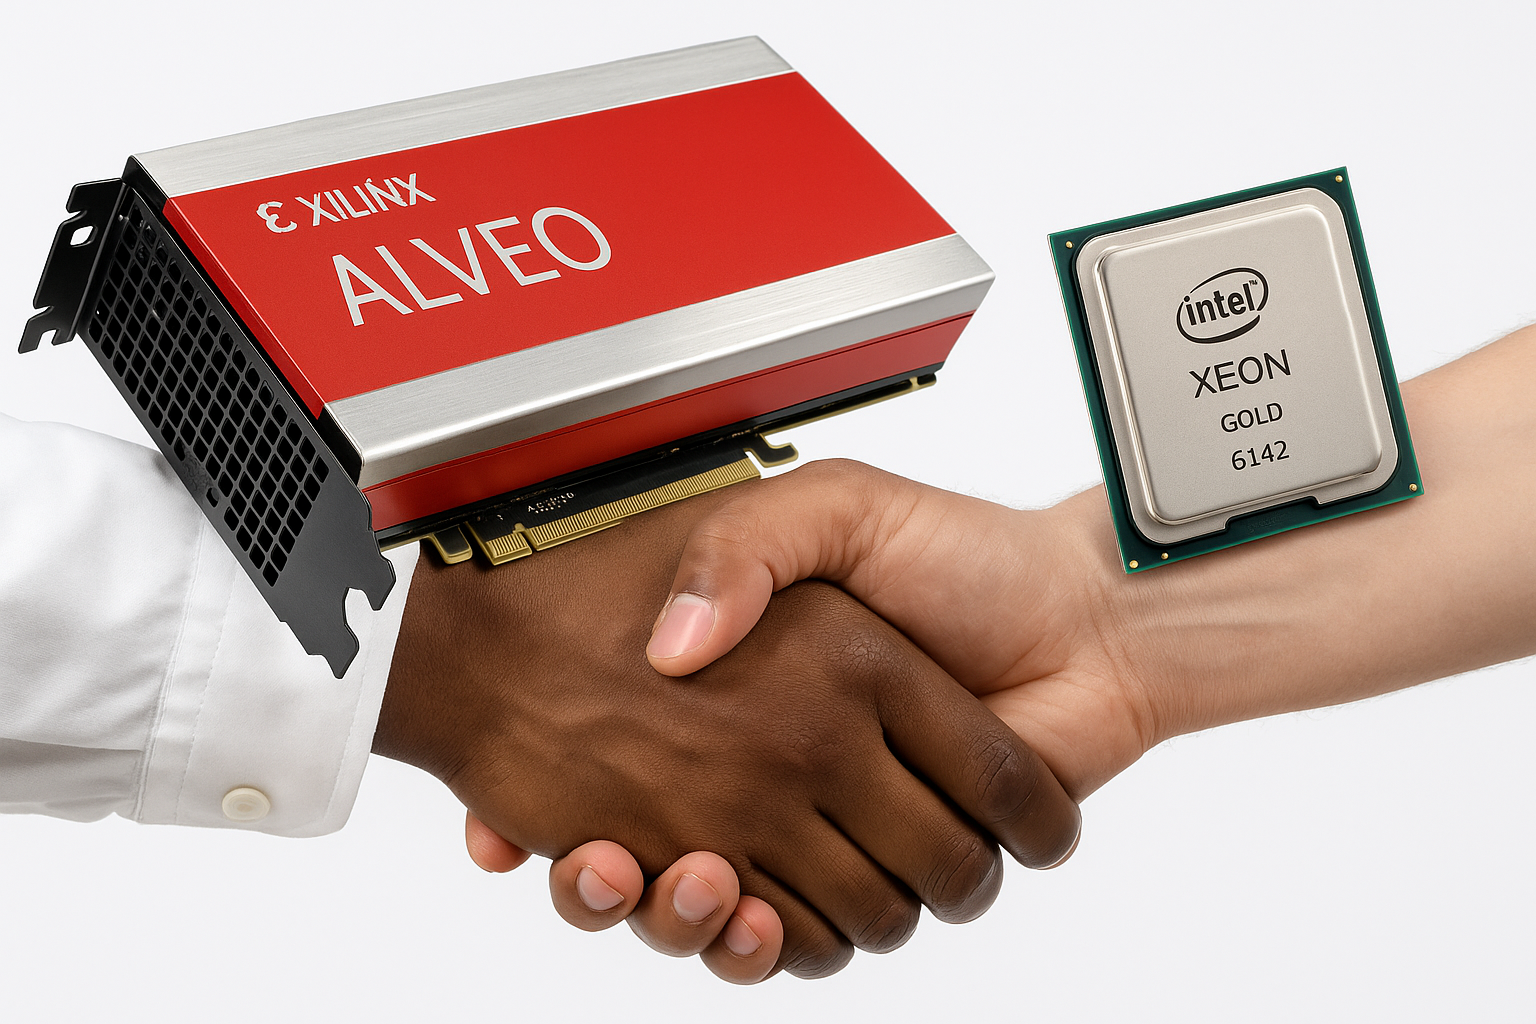 XILINX
ALVEO
intel
XEON
GOLD
6142